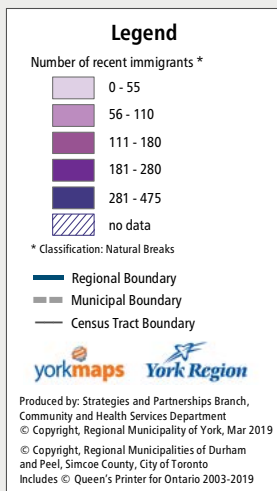 Legend
Number of recent immigrants *
0 - 55
56 - 110
111 - 180
181 - 280
281 - 475
no data
* Classification: Natural Breaks
Regional Boundary
Municipal Boundary
Census Tract Boundary
yorkmaps York Region
Produced by: Strategies and Partnerships Branch,
Community and Health Services Department
© Copyright, Regional Municipality of York, Mar 2019
© Copyright, Regional Municipalities of Durham
and Peel, Simcoe County, City of Toronto
Includes © Queen's Printer for Ontario 2003-2019